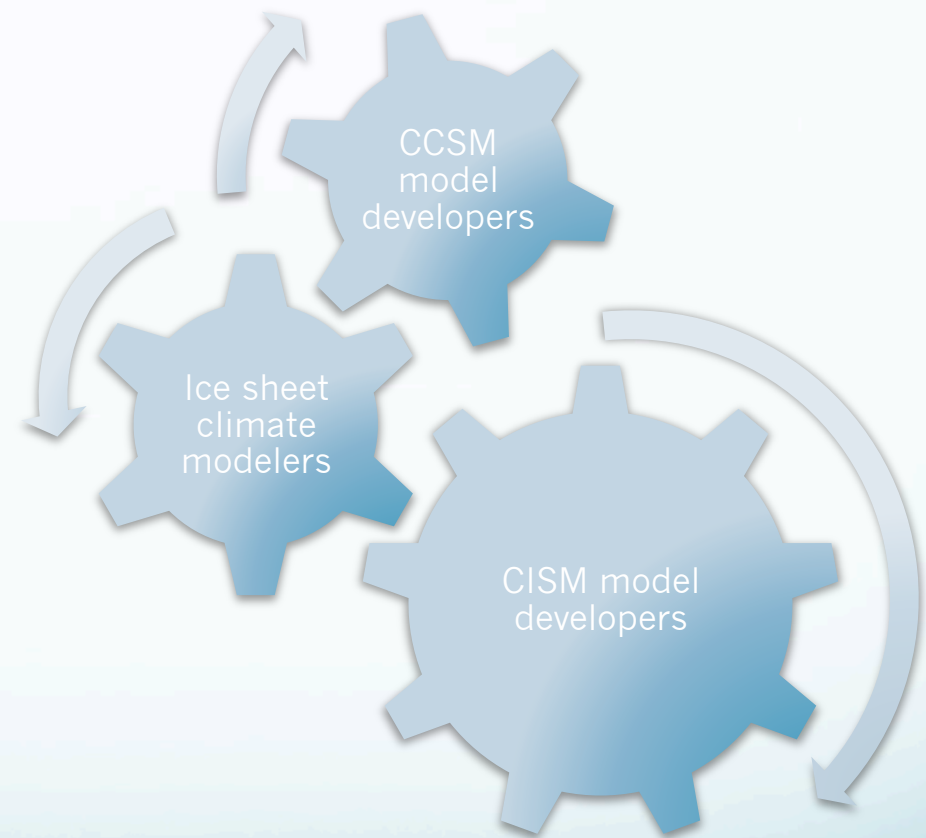 CCSM
model
developers
Ice sheet
climate
modelers
CISM model
developers